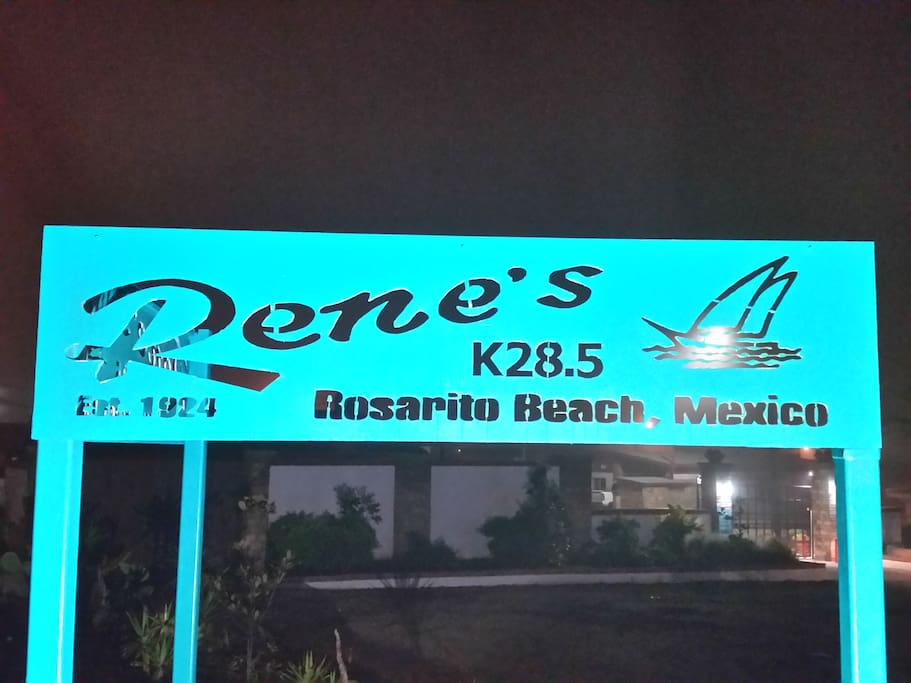 Rene's
K28.5
Est. 1924
Rosarito Beach, Mexico